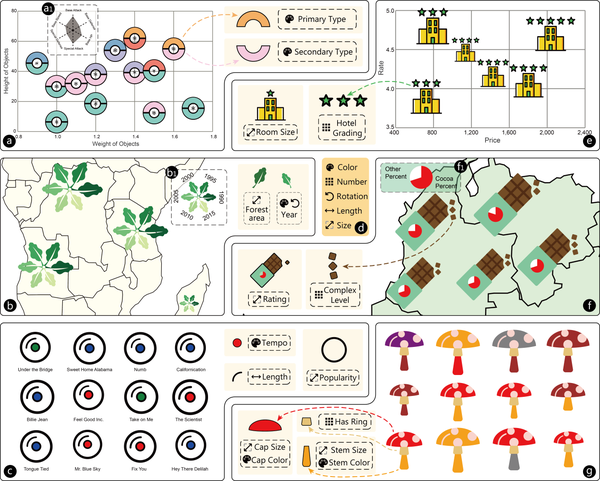 a1
Primary Type
Secondary Type
Height of Objects
80
60
40
20
0
0.8
1.0
1.2
1.4
1.6
1.8
Weight of Objects
a
Room Size
Hotel
Grading
Rate
5.0
4.5
4.0
3.5
400
800
1,200
1,600
2,000
2,400
Price
e
b1
2000
1995
2005
1990
2010
2015
Forest
area
Year
b
Color
Number
Rotation
Length
Size
d
Rating
Complex
Level
f1
Other
Percent
Cocoa
Percent
f
Under the Bridge
Sweet Home Alabama
Numb
Californication
Billie Jean
Feel Good Inc.
Take on Me
The Scientist
Tongue Tied
Mr. Blue Sky
Fix You
Hey There Delilah
c
Tempo
Length
Popularity
Has Ring
Cap Size
Cap Color
Stem Size
Stem Color
g